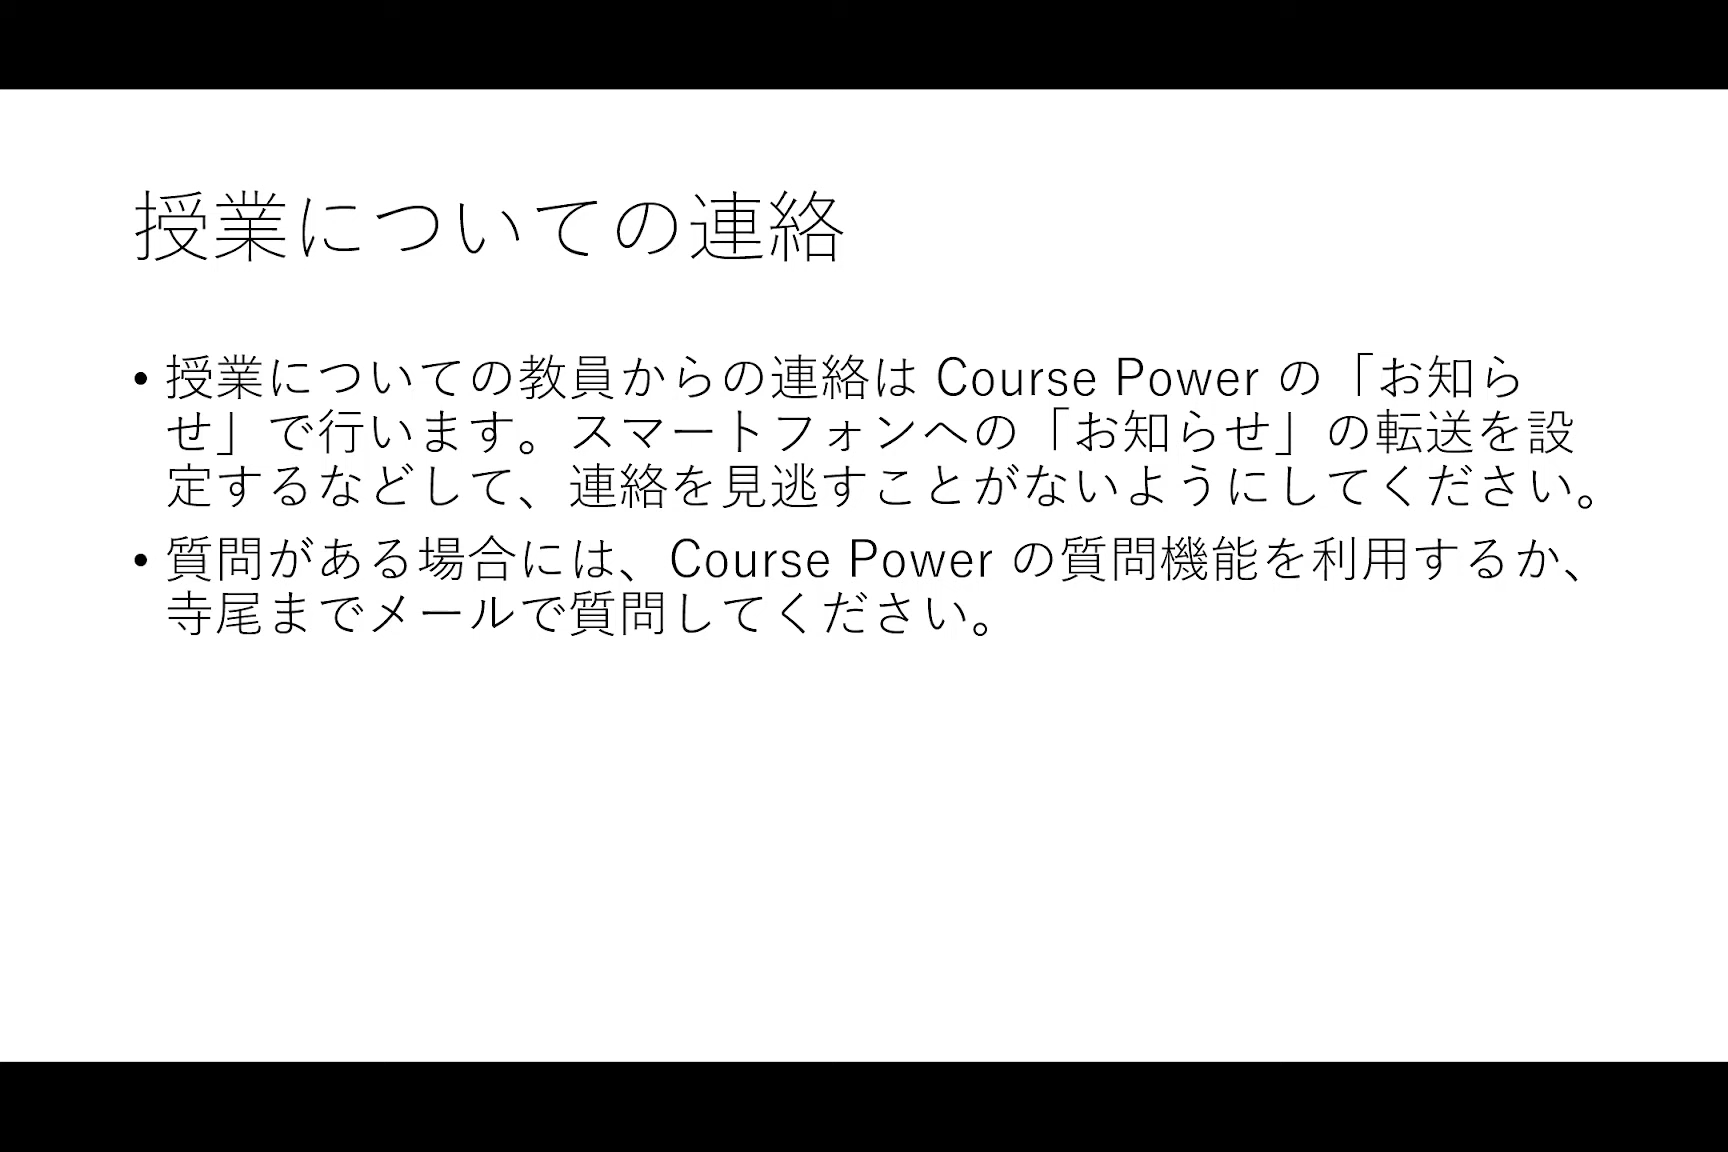 授業についての連絡
• 授業についての教員からの連絡は Course Power の「お知ら
せ」で行います。スマートフォンへの「お知らせ」の転送を設
定するなどして、連絡を見逃すことがないようにしてください。
• 質問がある場合には、Course Power の質問機能を利用するか、
寺尾までメールで質問してください。